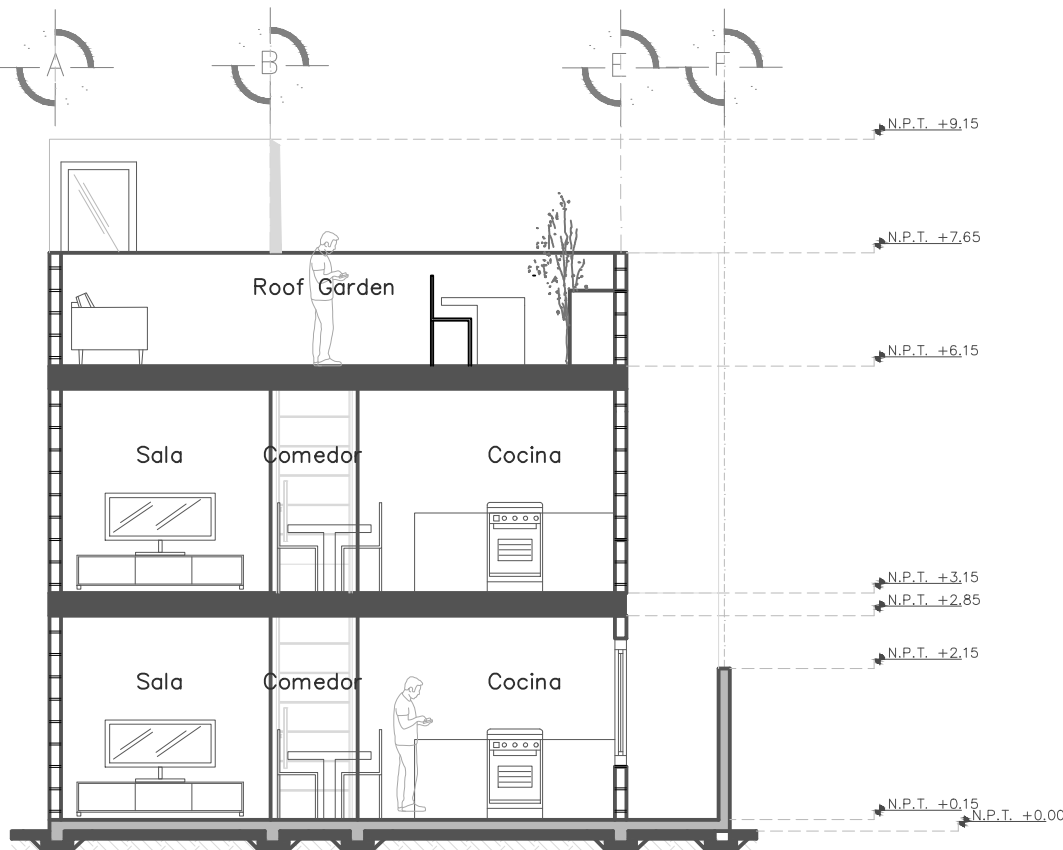 A
B
E
F
N.P.T. +9.15
N.P.T. +7.65
Roof Garden
N.P.T. +6.15
Sala Comedor Cocina
N.P.T. +3.15
N.P.T. +2.85
N.P.T. +2.15
Sala Comedor Cocina
N.P.T. +0.15
N.P.T. +0.00